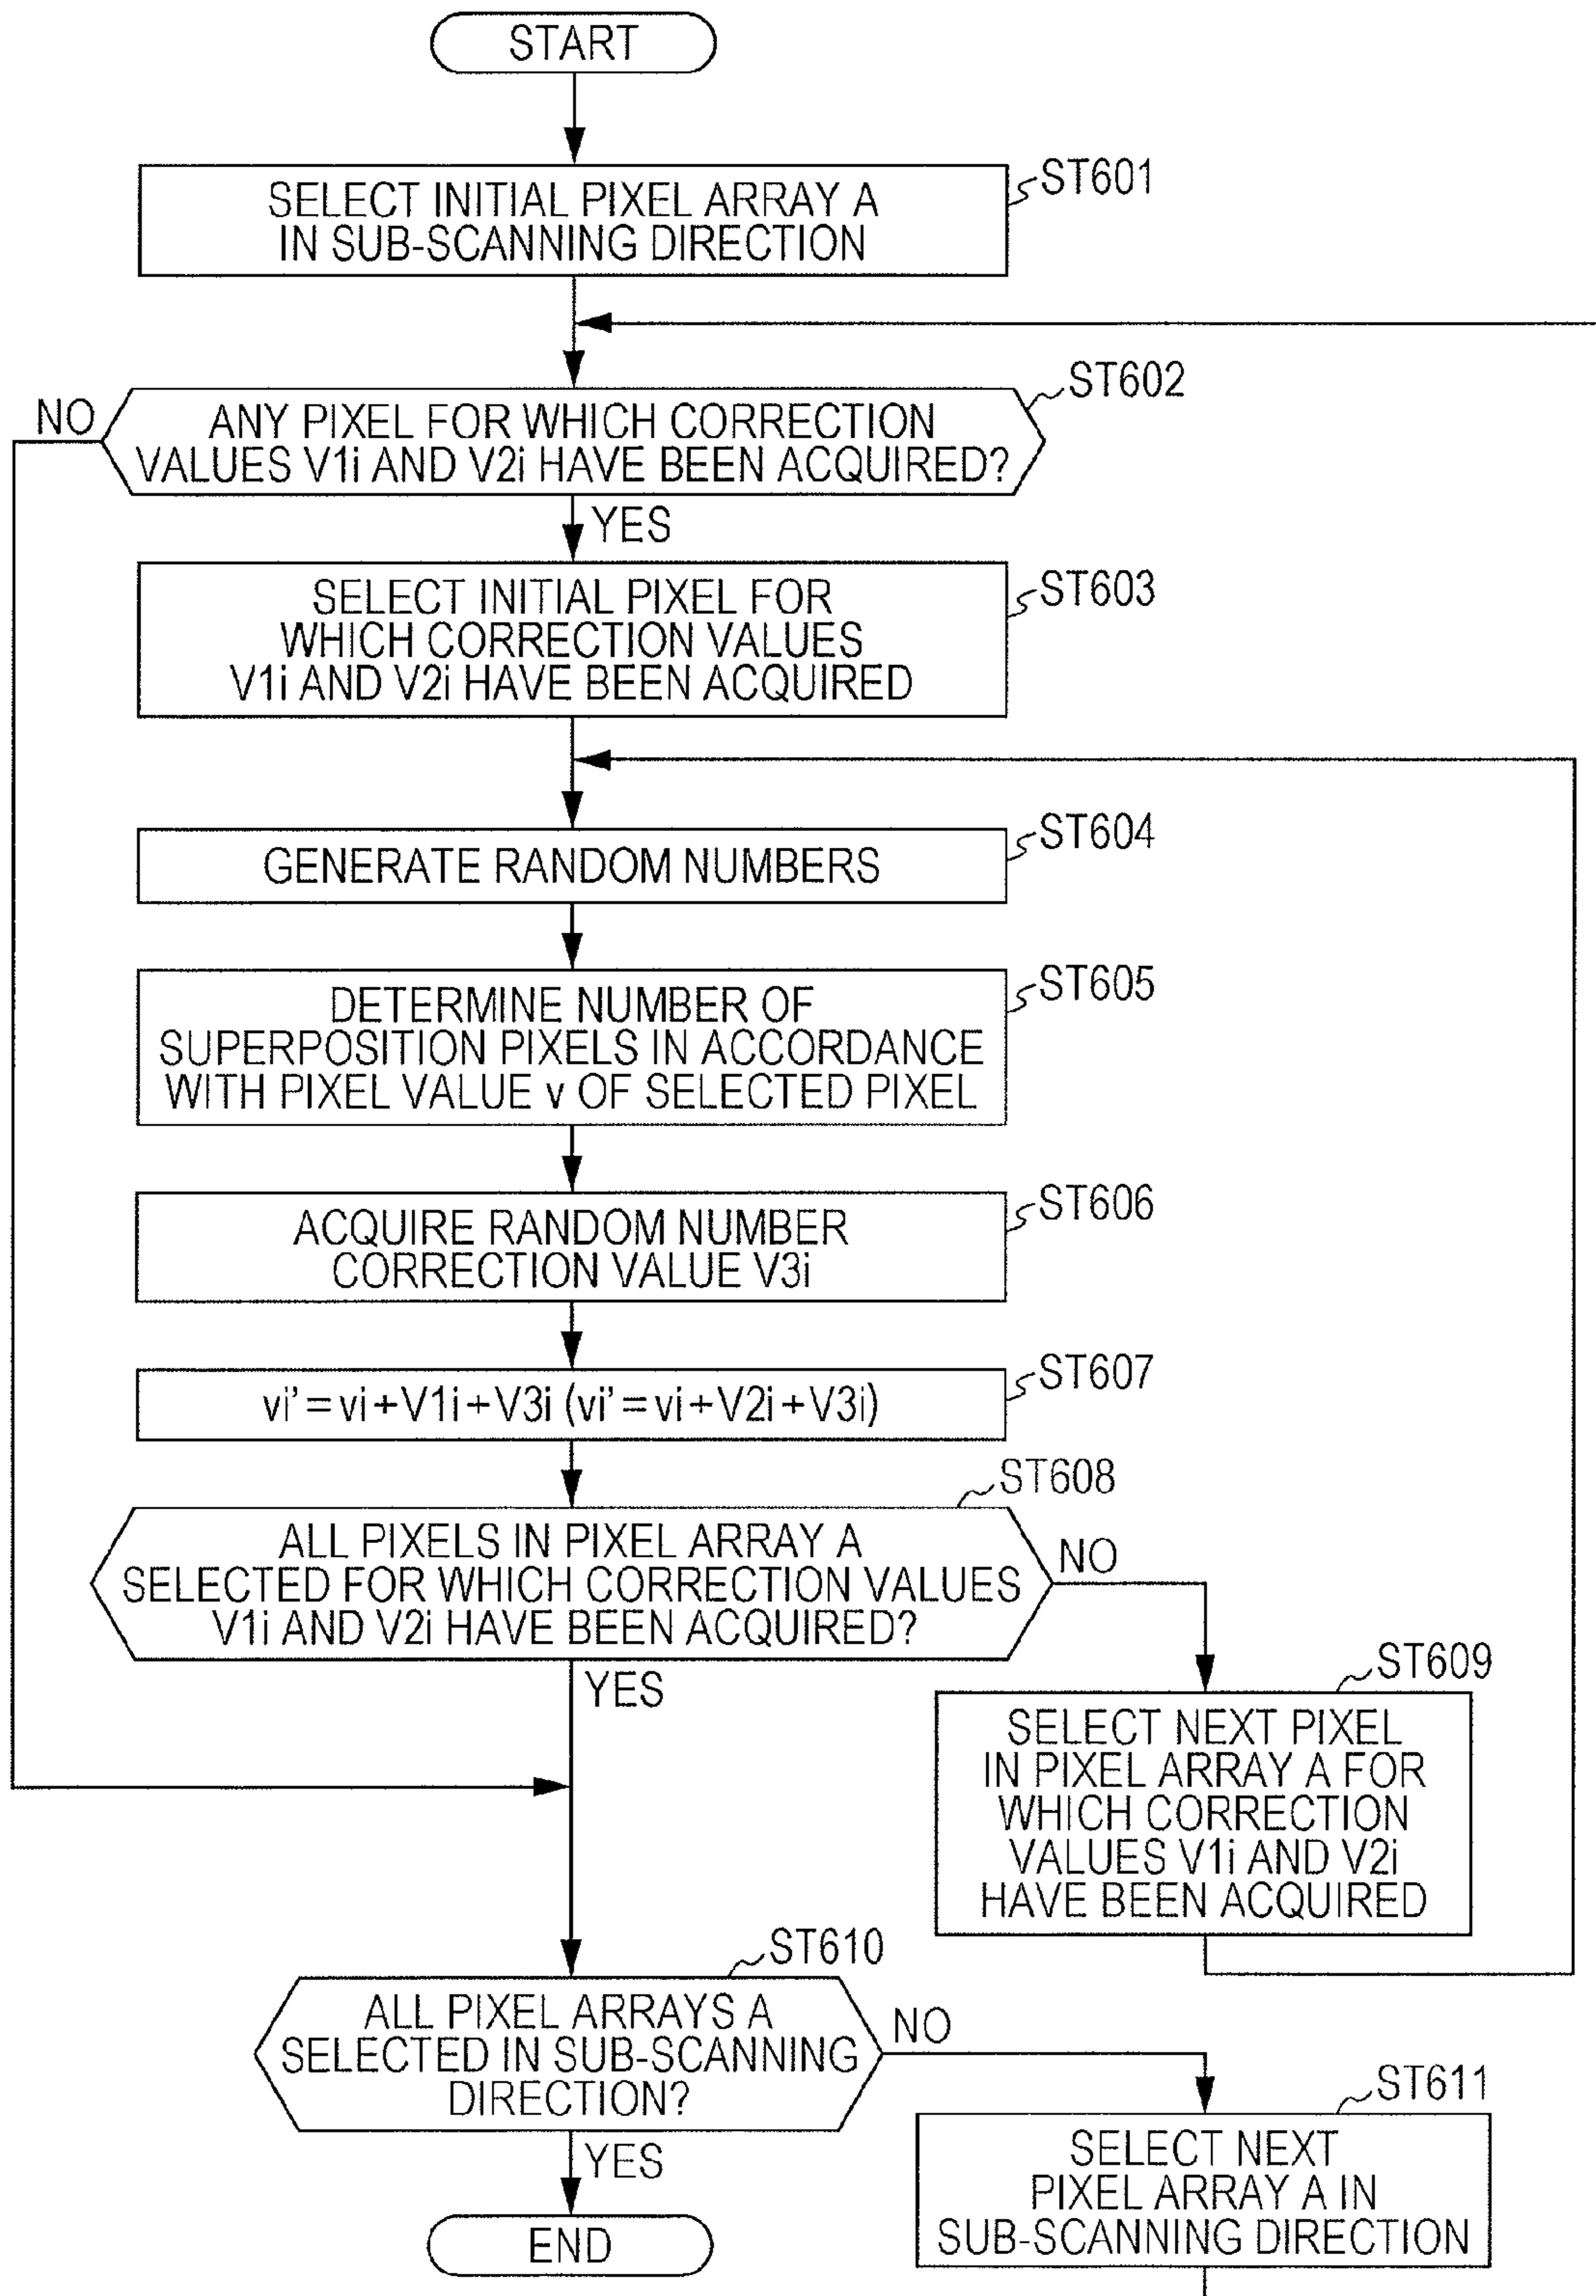 START
ST601
SELECT INITIAL PIXEL ARRAY A
IN SUB-SCANNING DIRECTION
ST602
NO
ANY PIXEL FOR WHICH CORRECTION
VALUES V1i AND V2i HAVE BEEN ACQUIRED?
YES
ST603
SELECT INITIAL PIXEL FOR
WHICH CORRECTION VALUES
V1i AND V2i HAVE BEEN ACQUIRED
ST604
GENERATE RANDOM NUMBERS
ST605
DETERMINE NUMBER OF
SUPERPOSITION PIXELS IN ACCORDANCE
WITH PIXEL VALUE v OF SELECTED PIXEL
ST606
ACQUIRE RANDOM NUMBER
CORRECTION VALUE V3i
ST607
vi' = vi+V1i+V3i (vi' = vi+V2i+V3i)
ST608
ALL PIXELS IN PIXEL ARRAY A
SELECTED FOR WHICH CORRECTION VALUES
V1i AND V2i HAVE BEEN ACQUIRED?
NO
YES
ST609
SELECT NEXT PIXEL
IN PIXEL ARRAY A FOR
WHICH CORRECTION
VALUES V1i AND V2i
HAVE BEEN ACQUIRED
ST610
ALL PIXEL ARRAYS A
SELECTED IN SUB-SCANNING
DIRECTION?
NO
YES
ST611
SELECT NEXT
PIXEL ARRAY A IN
SUB-SCANNING DIRECTION
END